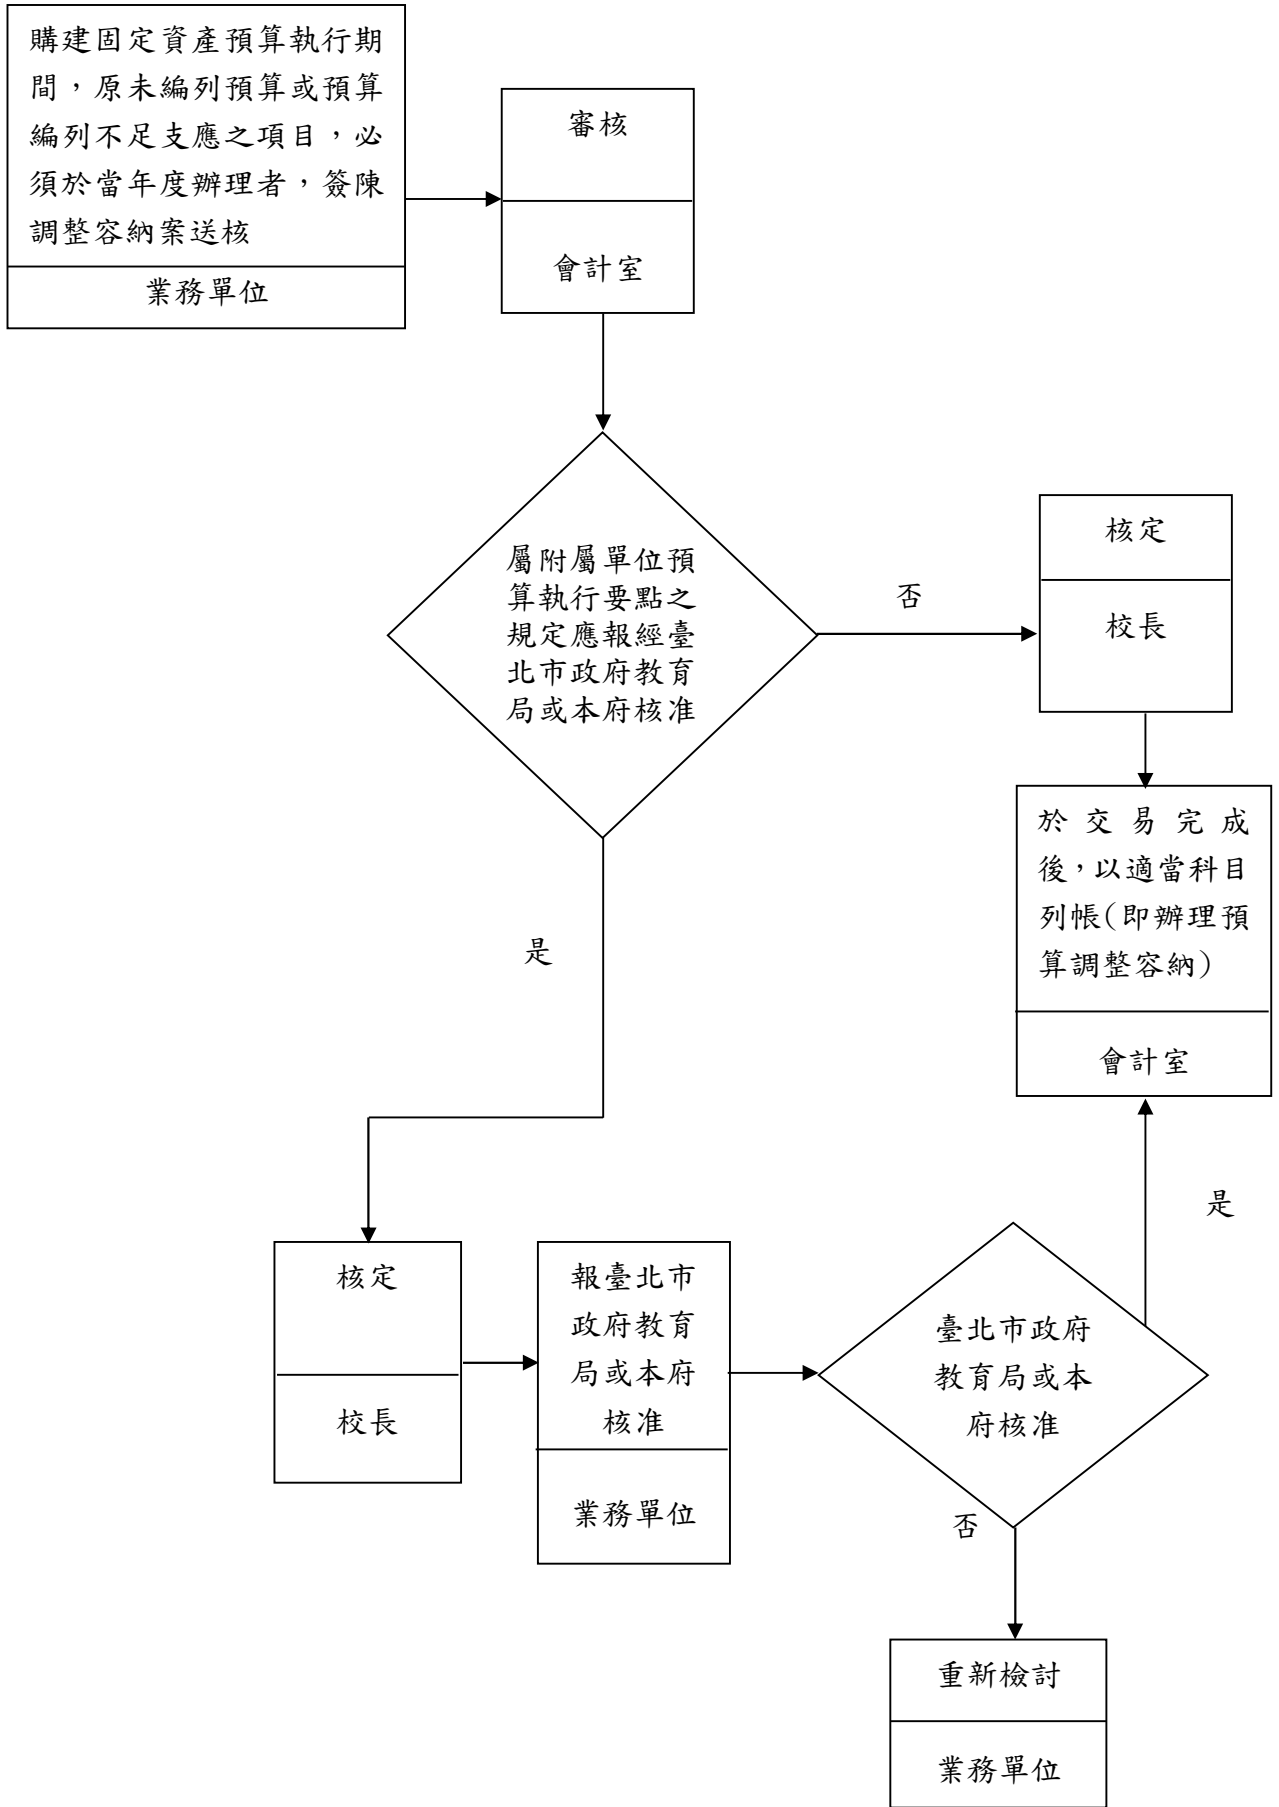 購建固定資產預算執行期
間，原未編列預算或預算
編列不足支應之項目，必
須於當年度辦理者，簽陳
調整容納案送核
業務單位
審核
會計室
屬附屬單位預
算執行要點之
規定應報經臺
北市政府教育
局或本府核准
否
核定
校長
於交易完成
後，以適當科目
列帳(即辦理預
算調整容納)
會計室
是
是
核定
校長
報臺北市
政府教育
局或本府
核准
業務單位
臺北市政府
教育局或本
府核准
否
重新檢討
業務單位